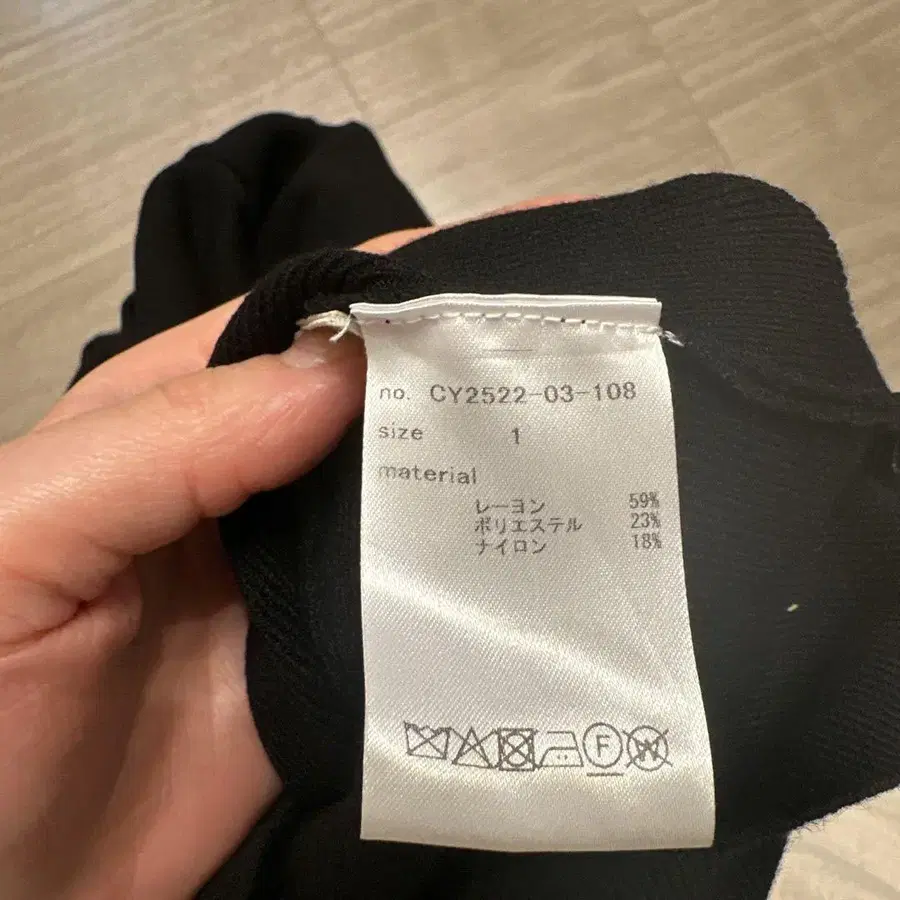 no. CY2522-03-108
size 1
material
レーヨン 59%
ポリエステル 23%
ナイロン 18%
F W